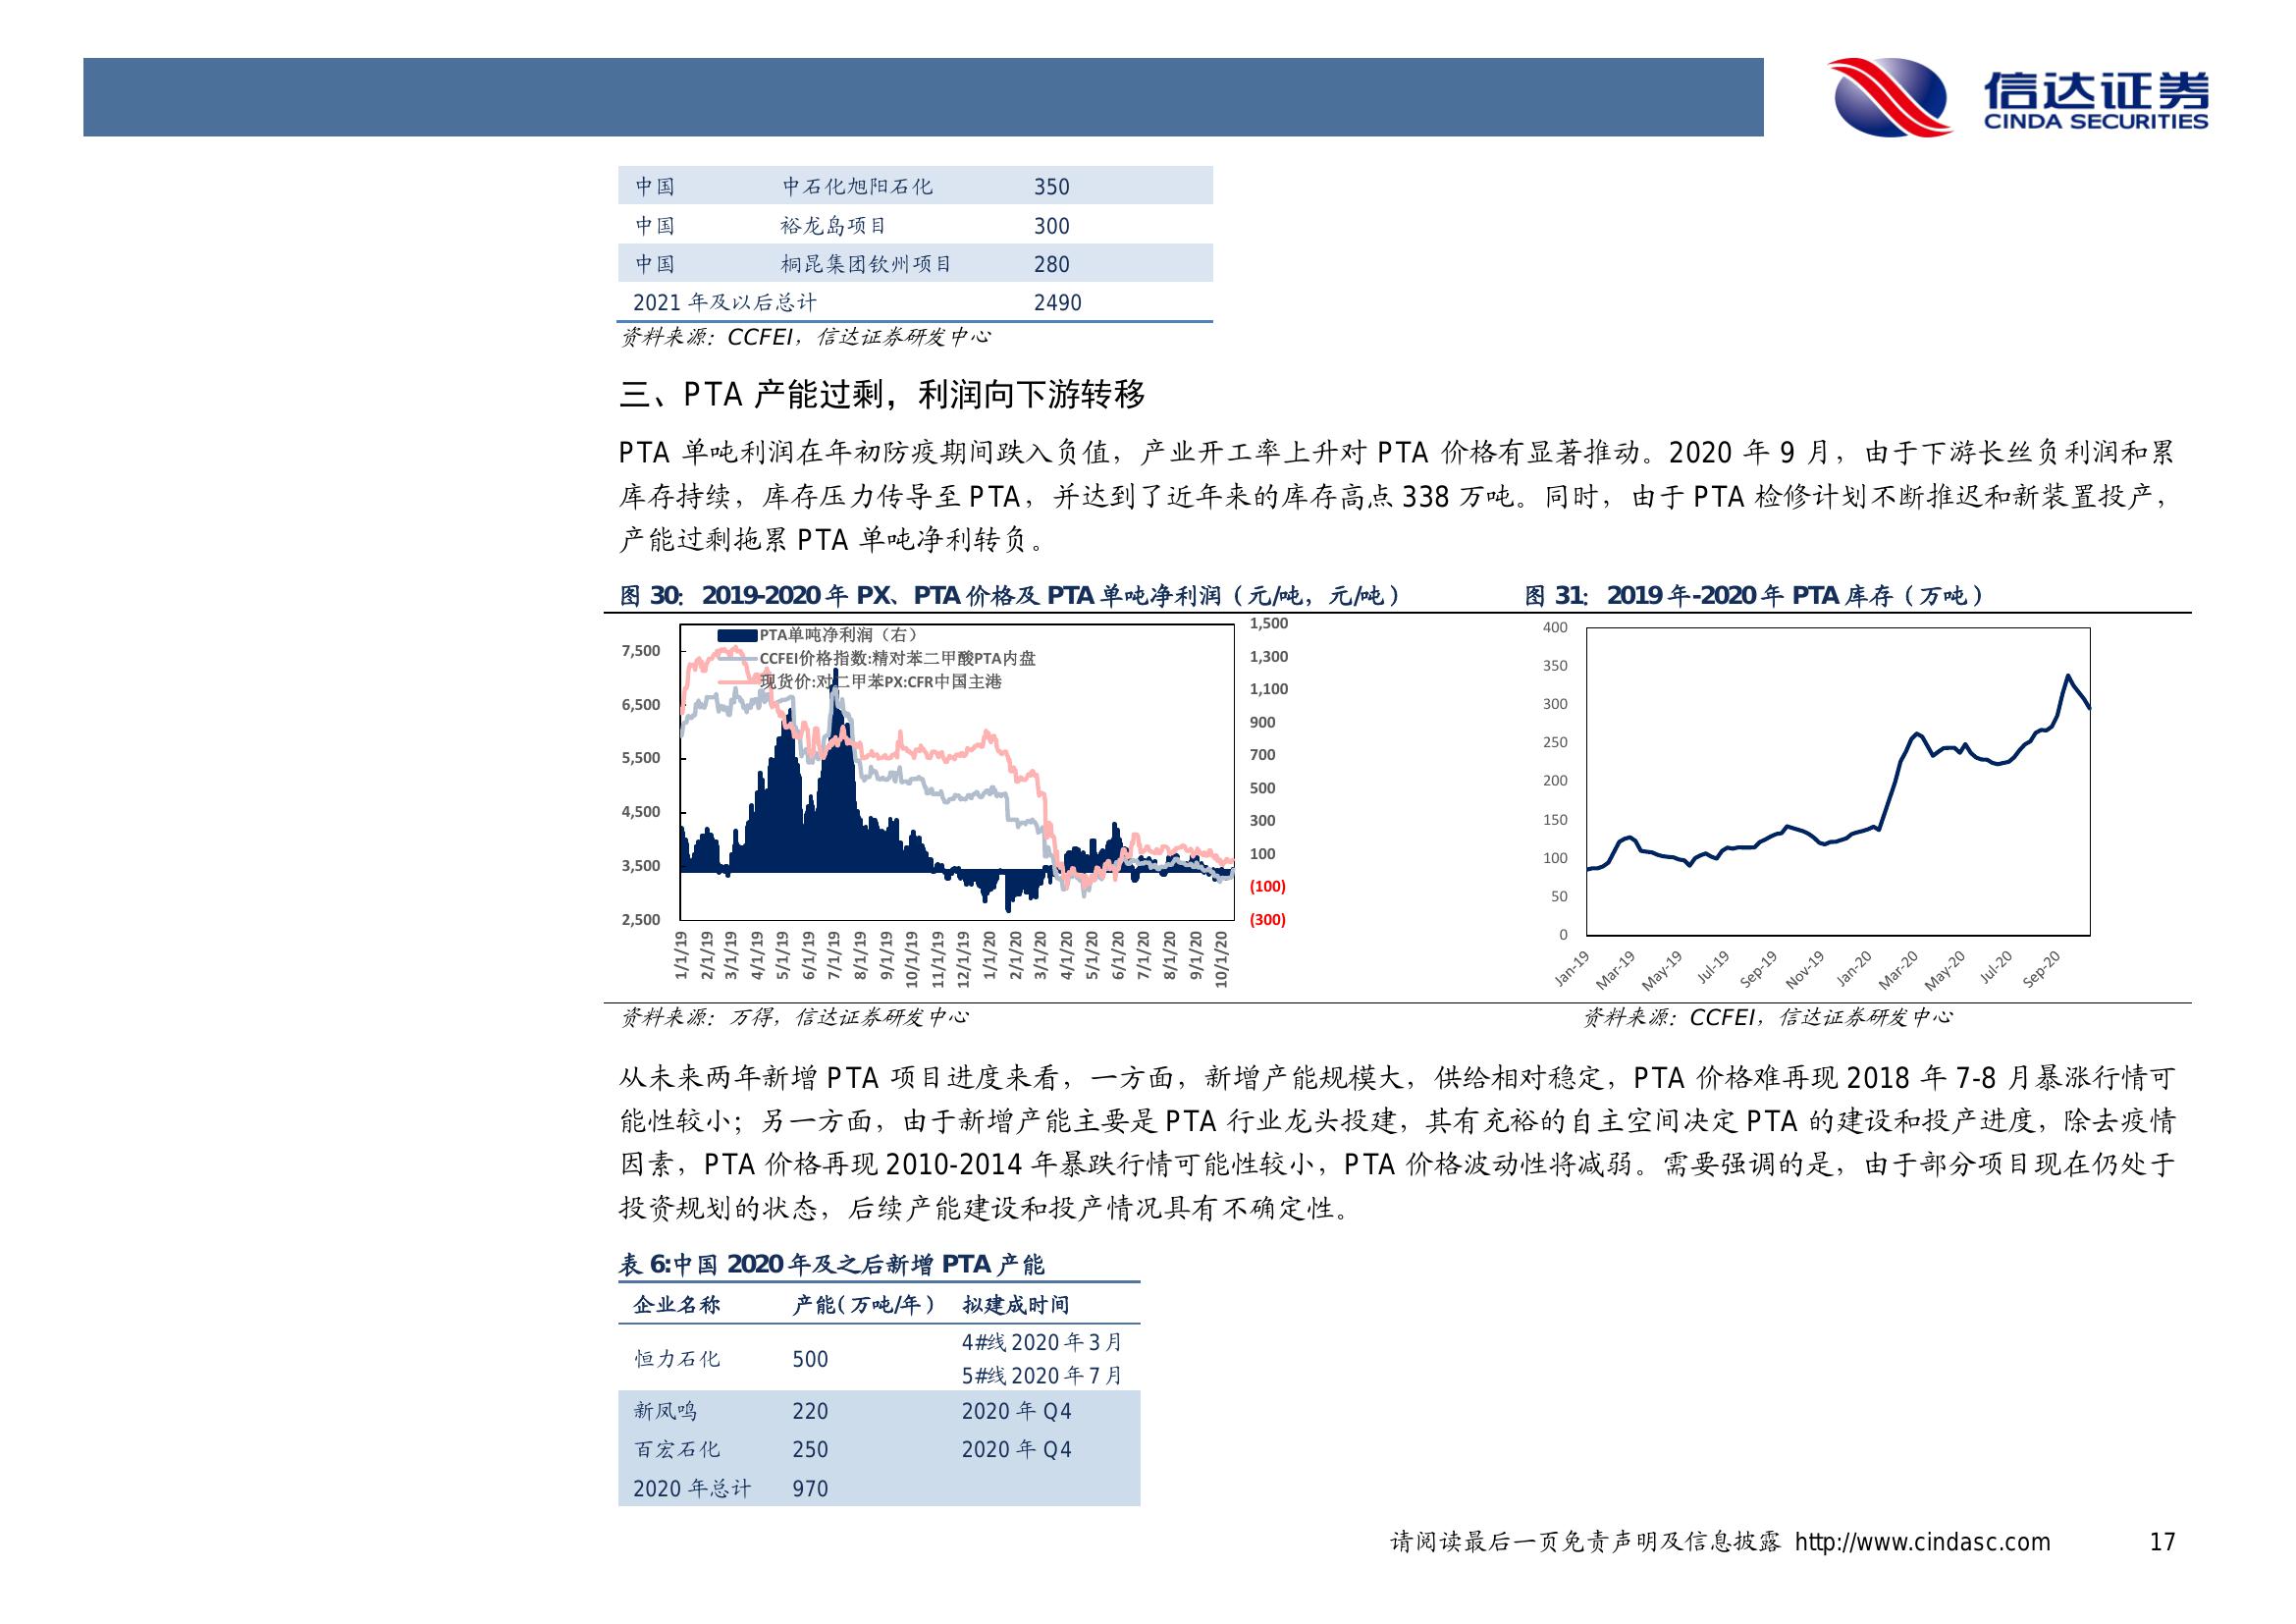 信达证券
CINDA SECURITIES
中国 中石化旭阳石化 350
中国 裕龙岛项目 300
中国 桐昆集团钦州项目 280
2021 年及以后总计 2490
资料来源：CCFEI，信达证券研发中心
三、PTA 产能过剩，利润向下游转移
PTA 单吨利润在年初防疫期间跌入负值，产业开工率上升对 PTA 价格有显著推动。2020 年 9 月，由于下游长丝负利润和累
库存持续，库存压力传导至 PTA，并达到了近年来的库存高点 338 万吨。同时，由于 PTA 检修计划不断推迟和新装置投产，
产能过剩拖累 PTA 单吨净利转负。
图 30： 2019-2020 年 PX、PTA 价格及 PTA 单吨净利润（元/吨，元/吨）
PTA单吨净利润（右）
CCFEI价格指数:精对苯二甲酸PTA内盘
现货价:对二甲苯PX:CFR中国主港
7,500
6,500
5,500
4,500
3,500
2,500
1,500
1,300
1,100
900
700
500
300
100
(100)
(300)
1/1/19 2/1/19 3/1/19 4/1/19 5/1/19 6/1/19 7/1/19 8/1/19 9/1/19 10/1/19 11/1/19 12/1/19 1/1/20 2/1/20 3/1/20 4/1/20 5/1/20 6/1/20 7/1/20 8/1/20 9/1/20 10/1/20
资料来源：万得，信达证券研发中心
图 31： 2019 年-2020 年 PTA 库存（万吨）
400
350
300
250
200
150
100
50
0
Jan-19 Mar-19 May-19 Jul-19 Sep-19 Nov-19 Jan-20 Mar-20 May-20 Jul-20 Sep-20
资料来源：CCFEI，信达证券研发中心
从未来两年新增 PTA 项目进度来看，一方面，新增产能规模大，供给相对稳定，PTA 价格难再现 2018 年 7-8 月暴涨行情可
能性较小；另一方面，由于新增产能主要是 PTA 行业龙头投建，其有充裕的自主空间决定 PTA 的建设和投产进度，除去疫情
因素，PTA 价格再现 2010-2014 年暴跌行情可能性较小，PTA 价格波动性将减弱。需要强调的是，由于部分项目现在仍处于
投资规划的状态，后续产能建设和投产情况具有不确定性。
表 6:中国 2020 年及之后新增 PTA 产能
企业名称 产能(万吨/年) 拟建成时间
恒力石化 500 4#线 2020 年 3 月
5#线 2020 年 7 月
新凤鸣 220 2020 年 Q4
百宏石化 250 2020 年 Q4
2020 年总计 970
请阅读最后一页免责声明及信息披露 http://www.cindasc.com 17